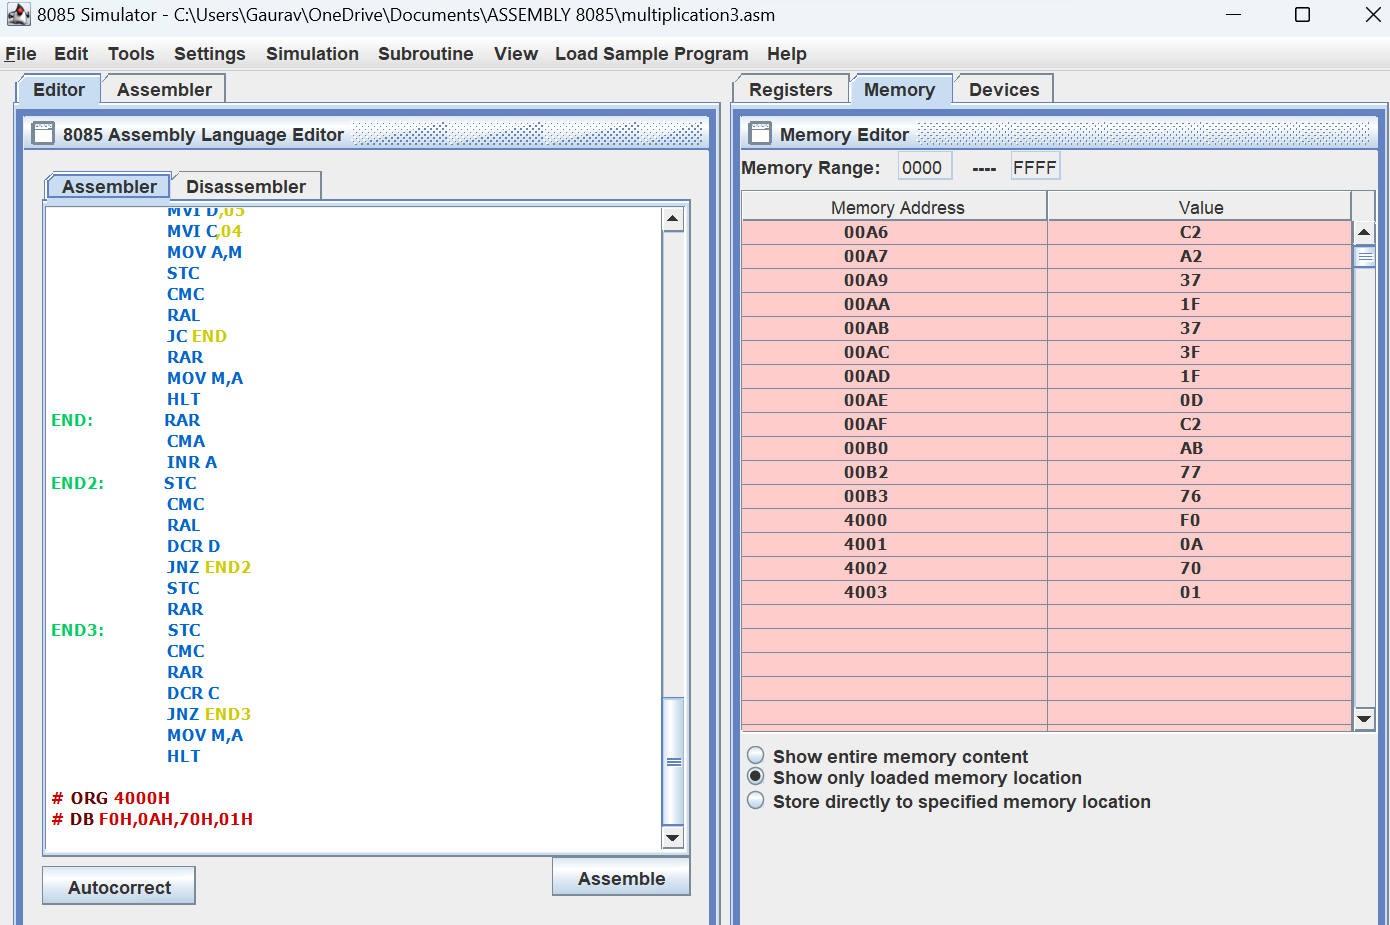 8085 Simulator - C:\Users\Gaurav\OneDrive\Documents\ASSEMBLY 8085\multiplication3.asm
File Edit Tools Settings Simulation Subroutine View Load Sample Program Help
Editor Assembler
8085 Assembly Language Editor
Assembler Disassembler
MVI D,05
MVI C,04
MOV A,M
STC
CMC
RAL
JC END
RAR
MOV M,A
HLT
END: RAR
CMA
INR A
END2: STC
CMC
RAL
DCR D
JNZ END2
STC
RAR
END3: STC
CMC
RAR
DCR C
JNZ END3
MOV M,A
HLT
# ORG 4000H
# DB F0H,0AH,70H,01H
Autocorrect
Assemble
Registers Memory Devices
Memory Editor
Memory Range: 0000 ---- FFFF
Memory Address Value
00A6 C2
00A7 A2
00A9 37
00AA 1F
00AB 37
00AC 3F
00AD 1F
00AE 0D
00AF C2
00B0 AB
00B2 77
00B3 76
4000 F0
4001 0A
4002 70
4003 01
Show entire memory content
Show only loaded memory location
Store directly to specified memory location